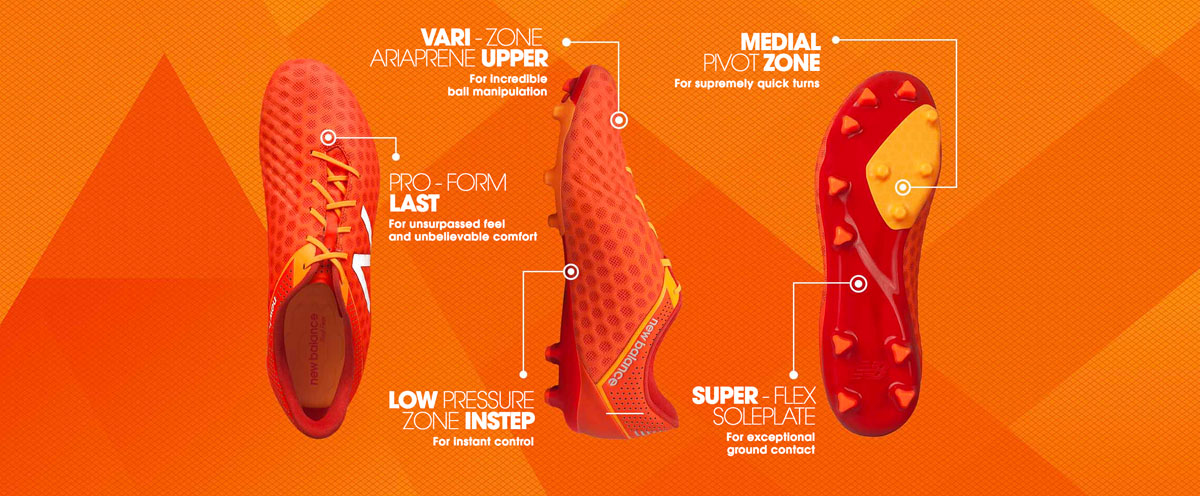 VARI - ZONE
ARIAPRENE UPPER
For incredible
ball manipulation
MEDIAL
PIVOT ZONE
For supremely quick turns
PRO - FORM
LAST
For unsurpassed feel
and unbelievable comfort
LOW PRESSURE
ZONE INSTEP
For instant control
SUPER - FLEX
SOLEPLATE
For exceptional
ground contact
new balance
new balance